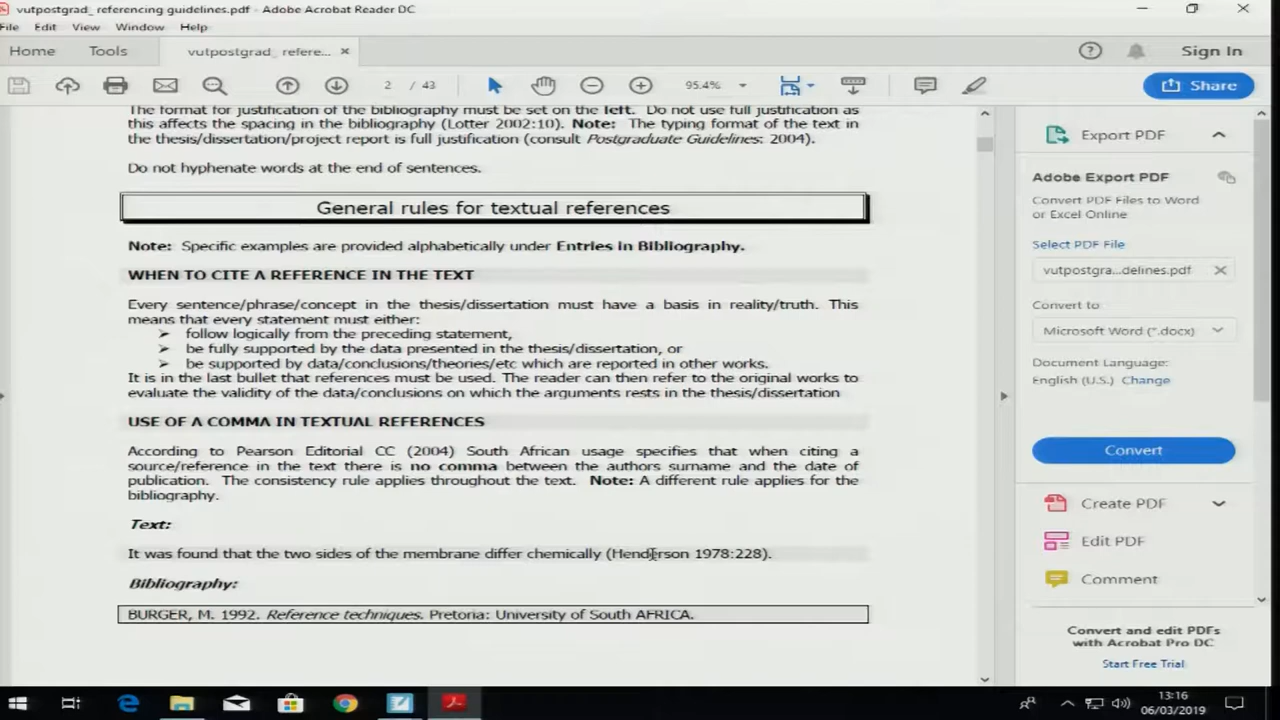 vutpostgrad_ referencing guidelines.pdf - Adobe Acrobat Reader DC
File Edit View Window Help
Home Tools vutpostgrad_ refere... ×
Sign In
2 / 43 95.4% Share
The format for justification of the bibliography must be set on the left. Do not use full justification as
this affects the spacing in the bibliography (Lotter 2002:10). Note: The typing format of the text in
the thesis/dissertation/project report is full justification (consult Postgraduate Guidelines: 2004).
Do not hyphenate words at the end of sentences.
General rules for textual references
Note: Specific examples are provided alphabetically under Entries in Bibliography.
WHEN TO CITE A REFERENCE IN THE TEXT
Every sentence/phrase/concept in the thesis/dissertation must have a basis in reality/truth. This
means that every statement must either:
➢ follow logically from the preceding statement,
➢ be fully supported by the data presented in the thesis/dissertation, or
➢ be supported by data/conclusions/theories/etc which are reported in other works.
It is in the last bullet that references must be used. The reader can then refer to the original works to
evaluate the validity of the data/conclusions on which the arguments rests in the thesis/dissertation
USE OF A COMMA IN TEXTUAL REFERENCES
According to Pearson Editorial CC (2004) South African usage specifies that when citing a
source/reference in the text there is no comma between the authors surname and the date of
publication. The consistency rule applies throughout the text. Note: A different rule applies for the
bibliography.
Text:
It was found that the two sides of the membrane differ chemically (Henderson 1978:228).
Bibliography:
BURGER, M. 1992. Reference techniques. Pretoria: University of South AFRICA.
Export PDF
Adobe Export PDF
Convert PDF Files to Word
or Excel Online
Select PDF File
vutpostgra...delines.pdf ×
Convert to
Microsoft Word (*.docx)
Document Language:
English (U.S.) Change
Convert
Create PDF
Edit PDF
Comment
Convert and edit PDFs
with Acrobat Pro DC
Start Free Trial
13:16
06/03/2019